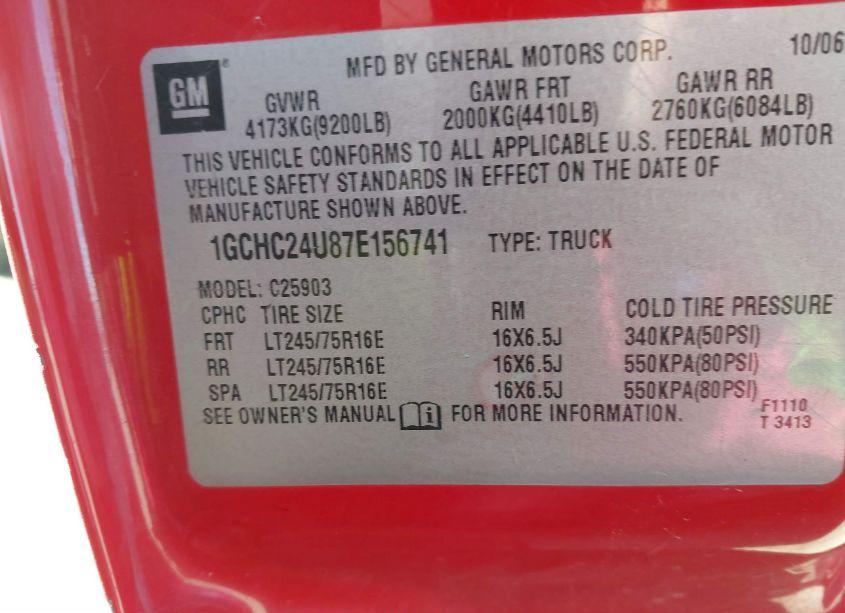 GM ® MFD BY GENERAL MOTORS CORP. 10/06
GVWR GAWR FRT GAWR RR
4173KG(9200LB) 2000KG(4410LB) 2760KG(6084LB)
THIS VEHICLE CONFORMS TO ALL APPLICABLE U.S. FEDERAL MOTOR
VEHICLE SAFETY STANDARDS IN EFFECT ON THE DATE OF
MANUFACTURE SHOWN ABOVE.
1GCHC24U87E156741 TYPE: TRUCK
MODEL: C25903
CPHC TIRE SIZE RIM COLD TIRE PRESSURE
FRT LT245/75R16E 16X6.5J 340KPA(50PSI)
RR LT245/75R16E 16X6.5J 550KPA(80PSI)
SPA LT245/75R16E 16X6.5J 550KPA(80PSI)
SEE OWNER'S MANUAL i FOR MORE INFORMATION. F1110
T 3413